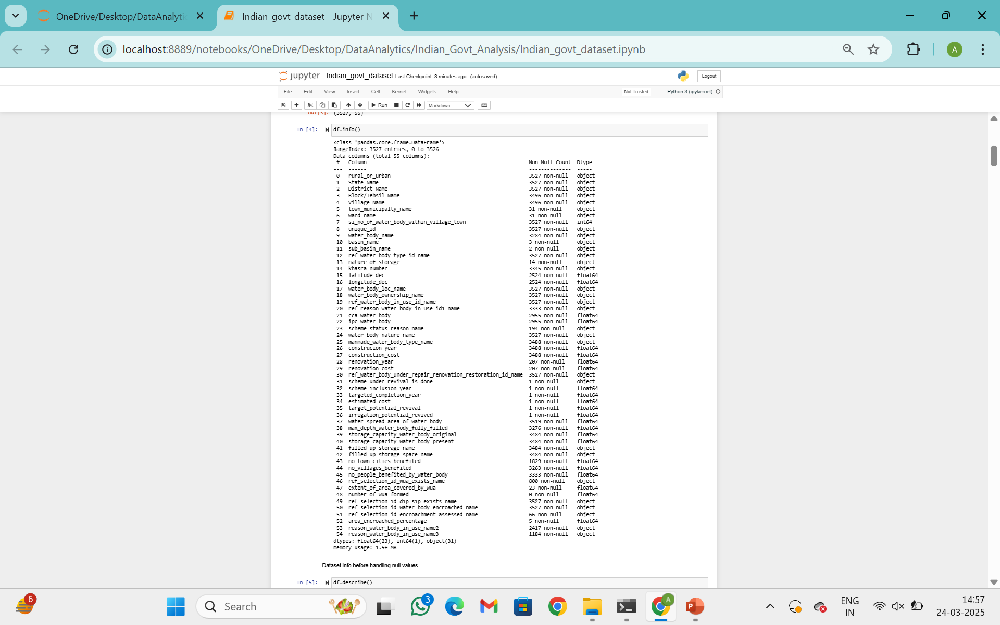 OneDrive/Desktop/DataAnalytic
Indian_govt_dataset - Jupyter N
localhost:8889/notebooks/OneDrive/Desktop/DataAnalytics/Indian_Govt_Analysis/Indian_govt_dataset.ipynb
A
jupyter Indian_govt_dataset Last Checkpoint: 3 minutes ago (autosaved)
Logout
File Edit View Insert Cell Kernel Widgets Help
Not Trusted
Python 3 (ipykernel)
Run
Markdown
Out[3]: (3527, 55)
In [4]: df.info()
<class 'pandas.core.frame.DataFrame'>
RangeIndex: 3527 entries, 0 to 3526
Data columns (total 55 columns):
# Column Non-Null Count Dtype
--- ------ -------------- -----
0 rural_or_urban 3527 non-null object
1 State Name 3527 non-null object
2 District Name 3527 non-null object
3 Block/Tehsil Name 3496 non-null object
4 Village Name 3496 non-null object
5 town_municipalty_name 31 non-null object
6 ward_name 31 non-null object
7 si_no_of_water_body_within_village_town 3527 non-null int64
8 unique_id 3527 non-null object
9 water_body_name 3284 non-null object
10 basin_name 3 non-null object
11 sub_basin_name 2 non-null object
12 ref_water_body_type_id_name 3527 non-null object
13 nature_of_storage 14 non-null object
14 khasra_number 3345 non-null object
15 latitude_dec 2524 non-null float64
16 longitude_dec 2524 non-null float64
17 water_body_loc_name 3527 non-null object
18 water_body_ownership_name 3527 non-null object
19 ref_water_body_in_use_id_name 3527 non-null object
20 ref_reason_water_body_in_use_id1_name 3333 non-null object
21 cca_water_body 2955 non-null float64
22 ipc_water_body 2955 non-null float64
23 scheme_status_reason_name 194 non-null object
24 water_body_nature_name 3527 non-null object
25 manmade_water_body_type_name 3488 non-null object
26 construcion_year 3488 non-null float64
27 construction_cost 3488 non-null float64
28 renovation_year 207 non-null float64
29 renovation_cost 207 non-null float64
30 ref_water_body_under_repair_renovation_restoration_id_name 3527 non-null object
31 scheme_under_revival_is_done 1 non-null object
32 scheme_inclusion_year 1 non-null float64
33 targeted_completion_year 1 non-null float64
34 estimated_cost 1 non-null float64
35 target_potential_revival 1 non-null float64
36 irrigation_potential_revived 1 non-null float64
37 water_spread_area_of_water_body 3519 non-null float64
38 max_depth_water_body_fully_filled 3276 non-null float64
39 storage_capacity_water_body_original 3484 non-null float64
40 storage_capacity_water_body_present 3484 non-null float64
41 filled_up_storage_name 3484 non-null object
42 filled_up_storage_space_name 3484 non-null object
43 no_town_cities_benefited 1829 non-null float64
44 no_villages_benefited 3263 non-null float64
45 no_people_benefited_by_water_body 3333 non-null float64
46 ref_selection_id_wua_exists_name 800 non-null object
47 extent_of_area_covered_by_wua 23 non-null float64
48 number_of_wua_formed 0 non-null float64
49 ref_selection_id_dip_sip_exists_name 3527 non-null object
50 ref_selection_id_water_body_encroached_name 3527 non-null object
51 ref_selection_id_encroachment_assessed_name 66 non-null object
52 area_encroached_percentage 5 non-null float64
53 reason_water_body_in_use_name2 2417 non-null object
54 reason_water_body_in_use_name3 1184 non-null object
dtypes: float64(23), int64(1), object(31)
memory usage: 1.5+ MB
Dataset info before handling null values
In [5]: df.describe()
6
Search
3
A
P
ENG
IN
14:57
24-03-2025